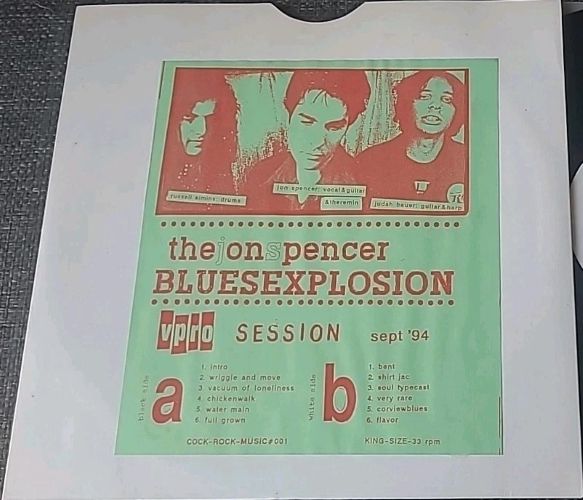 russell simins: drums
jon spencer: vocal&guitar
&theremin
judah bauer: guitar&harp
thejonspencer
BLUESEXPLOSION
vpro SESSION sept '94
black side
a
1. intro
2. wriggle and move
3. vacuum of loneliness
4. chickenwalk
5. water main
6. full grown
white side
b
1. bent
2. shirt jac
3. soul typecast
4. very rare
5. corviewblues
6. flavor
COCK-ROCK-MUSIC#001
KING-SIZE-33 rpm